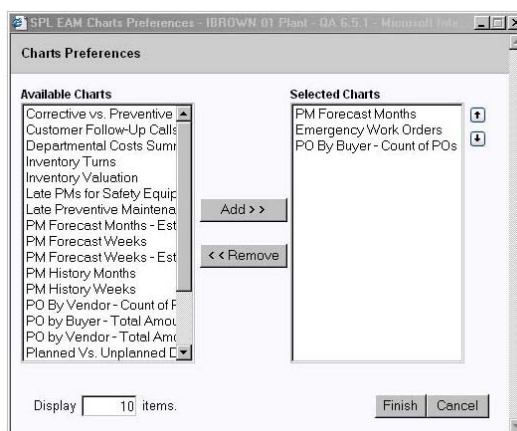 SPL EAM Charts Preferences - IBROWN 01 Plant - QA 6.5.1 - Microsoft Inte
Charts Preferences
Available Charts
Corrective vs. Preventive
Customer Follow-Up Calls
Departmental Costs Summ
Inventory Turns
Inventory Valuation
Late PMs for Safety Equip
Late Preventive Maintena
PM Forecast Months - Est
PM Forecast Weeks
PM Forecast Weeks - Est
PM History Months
PM History Weeks
PO By Vendor - Count of P
PO by Buyer - Total Amou
PO by Vendor - Total Amo
Planned Vs. Unplanned D
Add >>
<< Remove
Selected Charts
PM Forecast Months
Emergency Work Orders
PO By Buyer - Count of POs
Display 10 items.
Finish Cancel